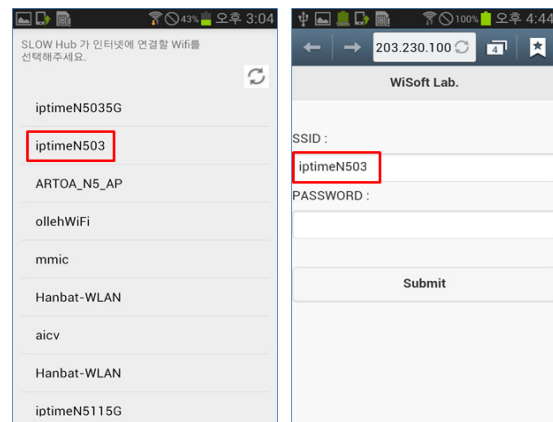 43% 오후 3:04
SLOW Hub 가 인터넷에 연결할 Wifi를
선택해주세요.
iptimeN5035G
iptimeN503
ARTOA_N5_AP
ollehWiFi
mmic
Hanbat-WLAN
aicv
Hanbat-WLAN
iptimeN5115G
100% 오후 4:44
203.230.100
4
WiSoft Lab.
SSID :
iptimeN503
PASSWORD :
Submit